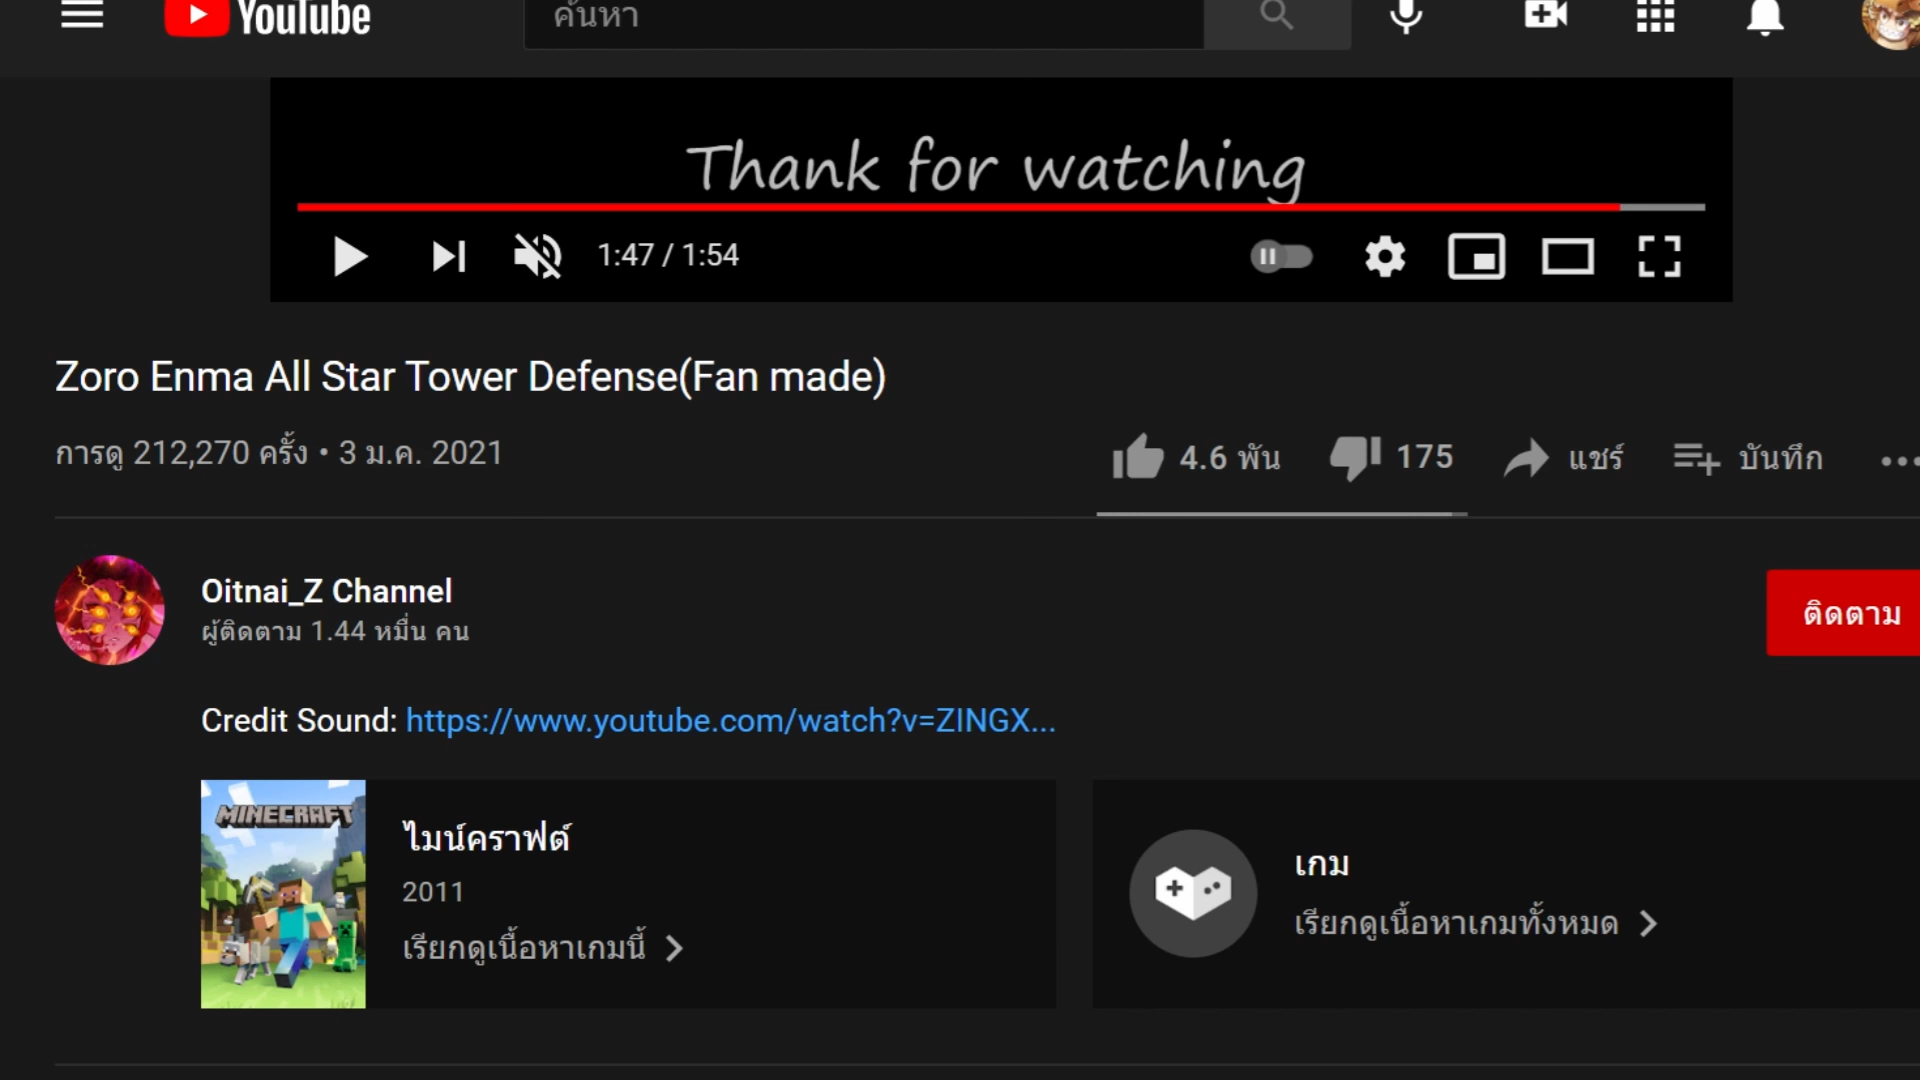 YouTube
ค้นหา
Thank for watching
1:47 / 1:54
Zoro Enma All Star Tower Defense(Fan made)
การดู 212,270 ครั้ง • 3 ม.ค. 2021
4.6 พัน
175
แชร์
บันทึก
Oitnai_Z Channel
ผู้ติดตาม 1.44 หมื่น คน
ติดตาม
Credit Sound: https://www.youtube.com/watch?v=ZINGX...
MINECRAFT
ไมน์คราฟต์
2011
เรียกดูเนื้อหาเกมนี้
เกม
เรียกดูเนื้อหาเกมทั้งหมด